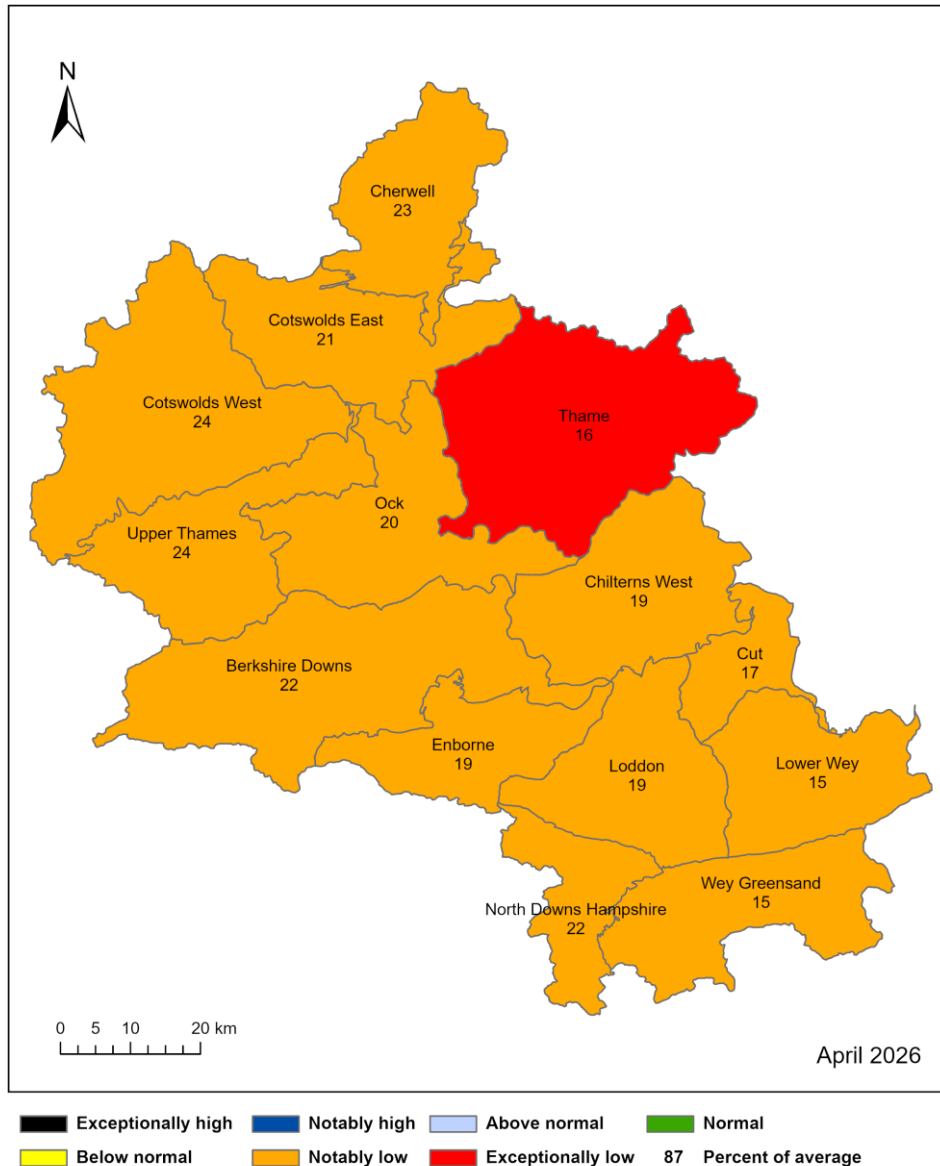 N
Cherwell
23
Cotswolds East
21
Cotswolds West
24
Thame
16
Ock
20
Upper Thames
24
Chilterns West
19
Berkshire Downs
22
Cut
17
Enborne
19
Loddon
19
Lower Wey
15
Wey Greensand
15
North Downs Hampshire
22
0 5 10 20 km
April 2026
Exceptionally high Notably high Above normal Normal
Below normal Notably low Exceptionally low 87 Percent of average